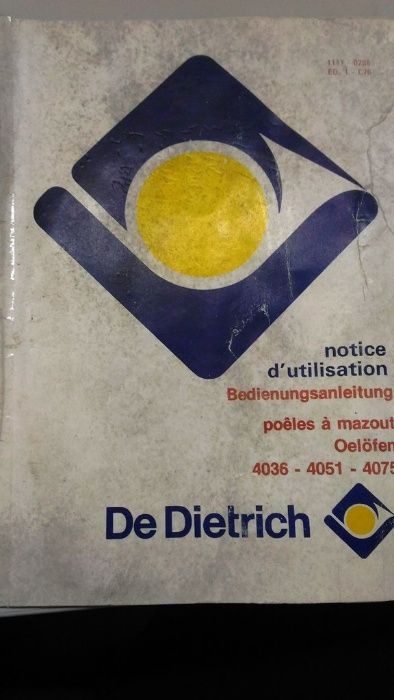 notice
d'utilisation
Bedienungsanleitung
poêles à mazout
Oelöfen
4036 - 4051 - 4075
De Dietrich